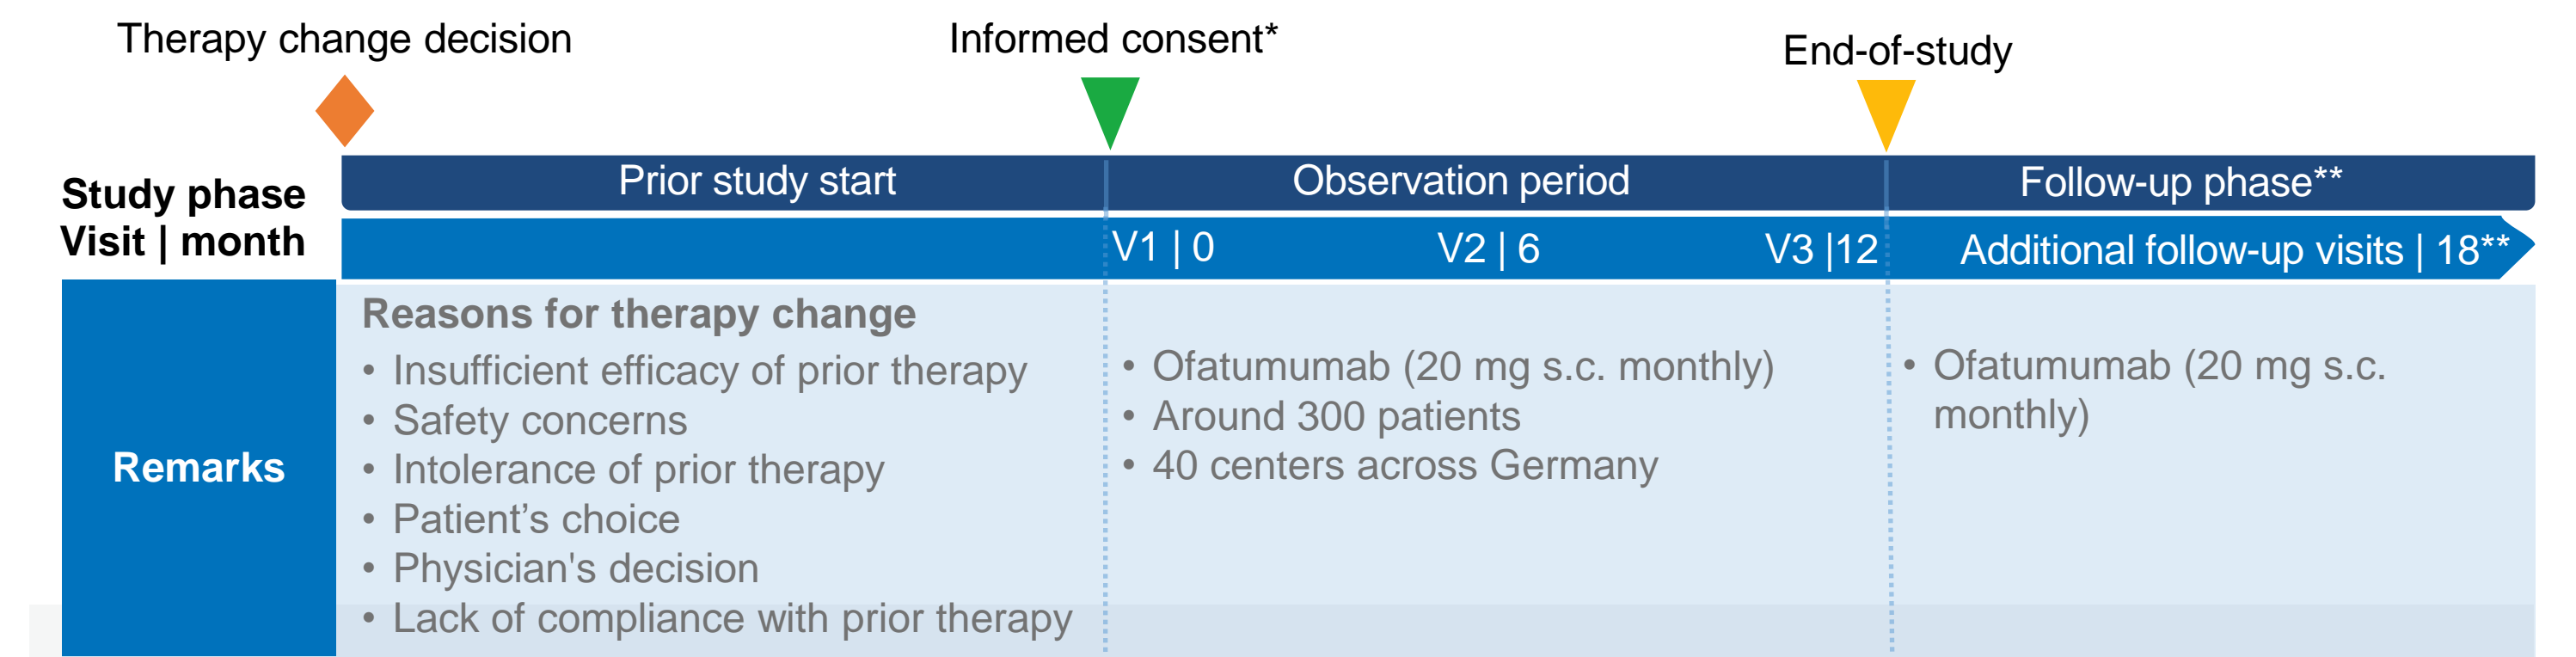 Therapy change decision
Informed consent*
End-of-study
Study phase
Visit | month
Prior study start
Observation period
Follow-up phase**
V1 | 0
V2 | 6
V3 |12
Additional follow-up visits | 18**
Remarks
Reasons for therapy change
• Insufficient efficacy of prior therapy
• Safety concerns
• Intolerance of prior therapy
• Patient’s choice
• Physician's decision
• Lack of compliance with prior therapy
• Ofatumumab (20 mg s.c. monthly)
• Around 300 patients
• 40 centers across Germany
• Ofatumumab (20 mg s.c.
monthly)